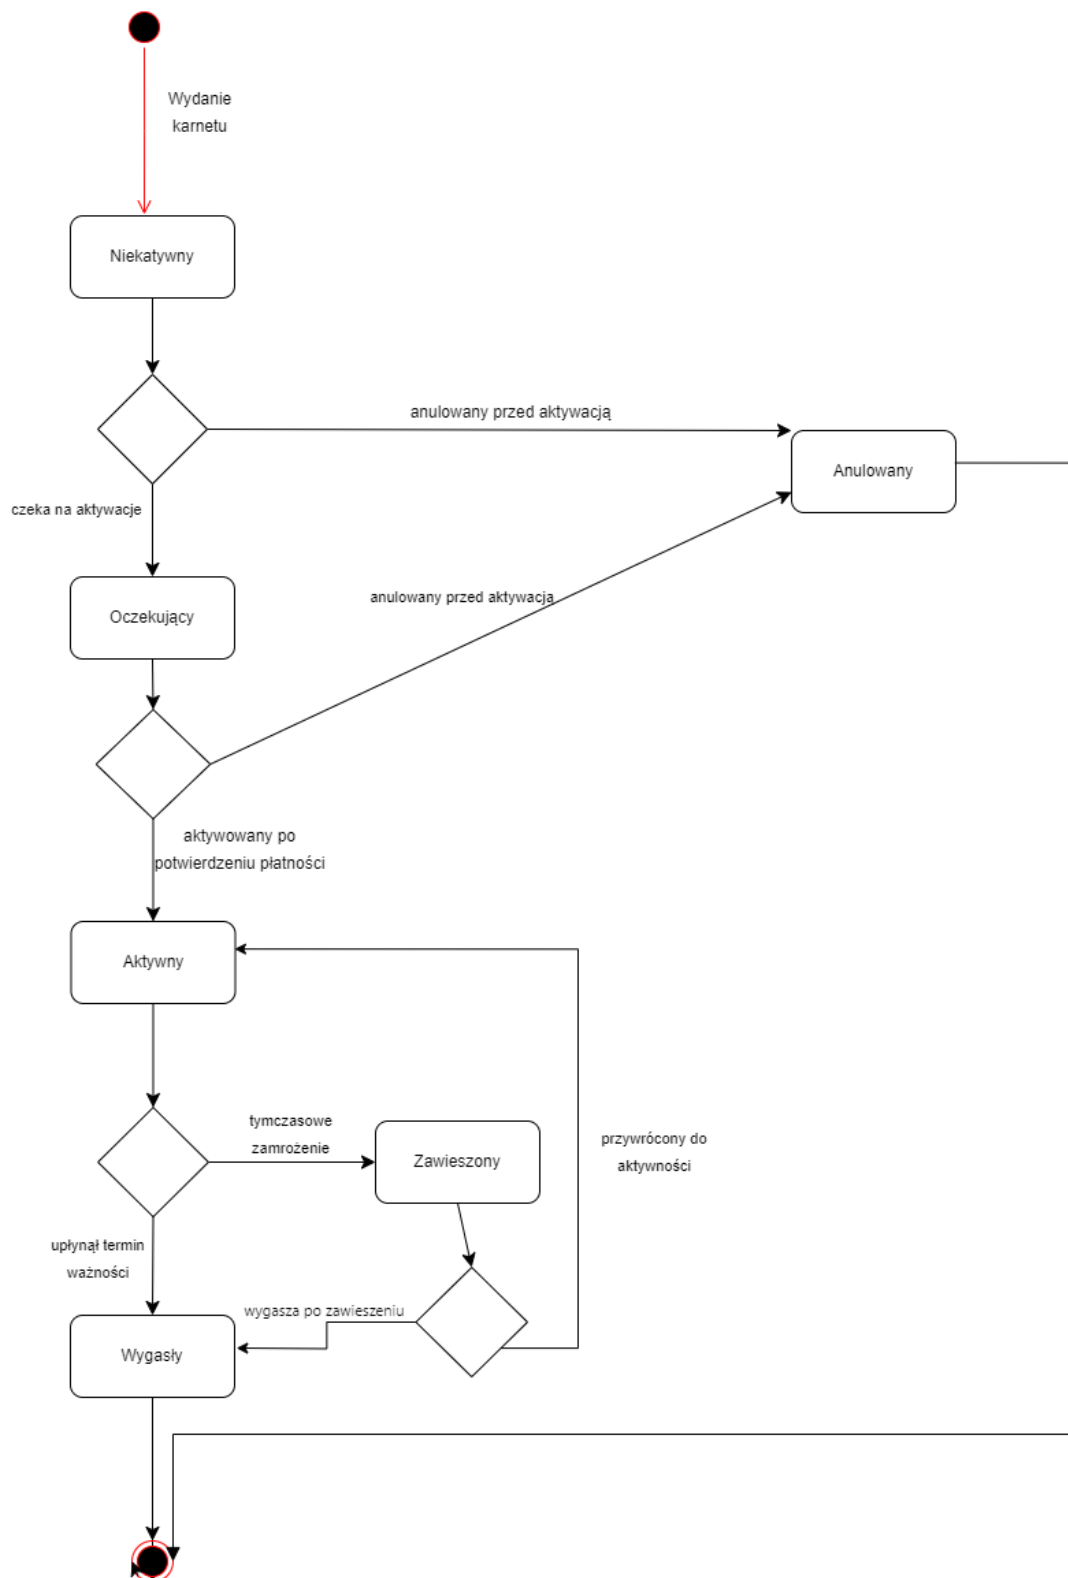 Wydanie
karnetu
Niekatywny
anulowany przed aktywacją
Anulowany
czeka na aktywacje
anulowany przed aktywacją
Oczekujący
aktywowany po
potwierdzeniu płatności
Aktywny
tymczasowe
zamrożenie
Zawieszony
przywrócony do
aktywności
upłynął termin
ważności
wygasza po zawieszeniu
Wygasły